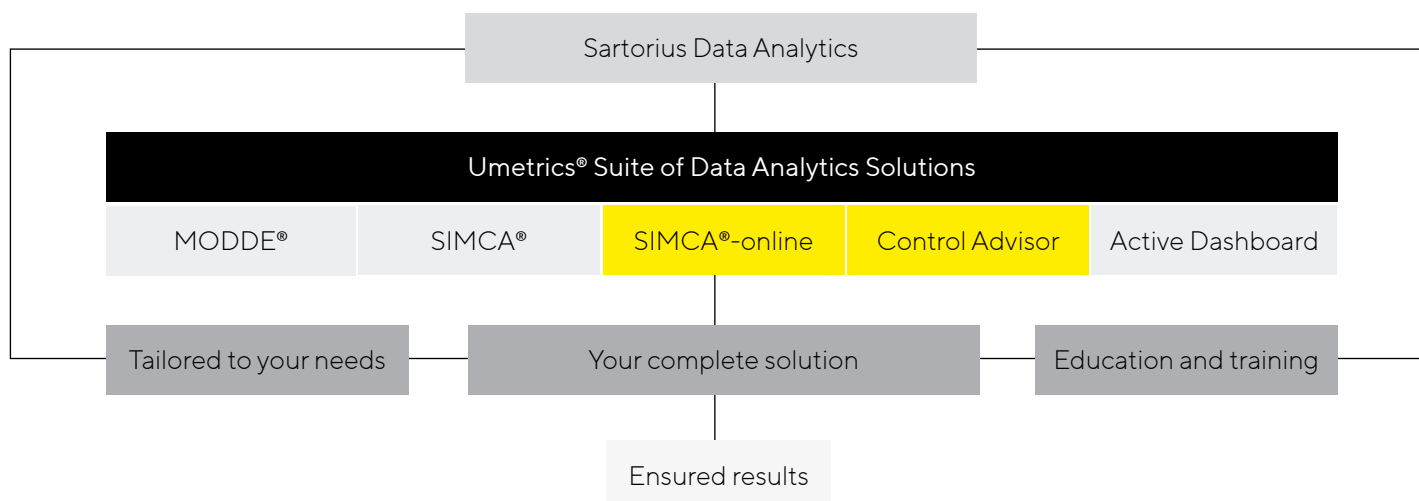 Sartorius Data Analytics
Umetrics® Suite of Data Analytics Solutions
MODDE®
SIMCA®
SIMCA®-online
Control Advisor
Active Dashboard
Tailored to your needs
Your complete solution
Education and training
Ensured results